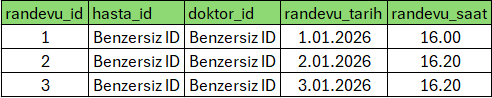 randevu_id hasta_id doktor_id randevu_tarih randevu_saat
1 Benzersiz ID Benzersiz ID 1.01.2026 16.00
2 Benzersiz ID Benzersiz ID 2.01.2026 16.20
3 Benzersiz ID Benzersiz ID 3.01.2026 16.20